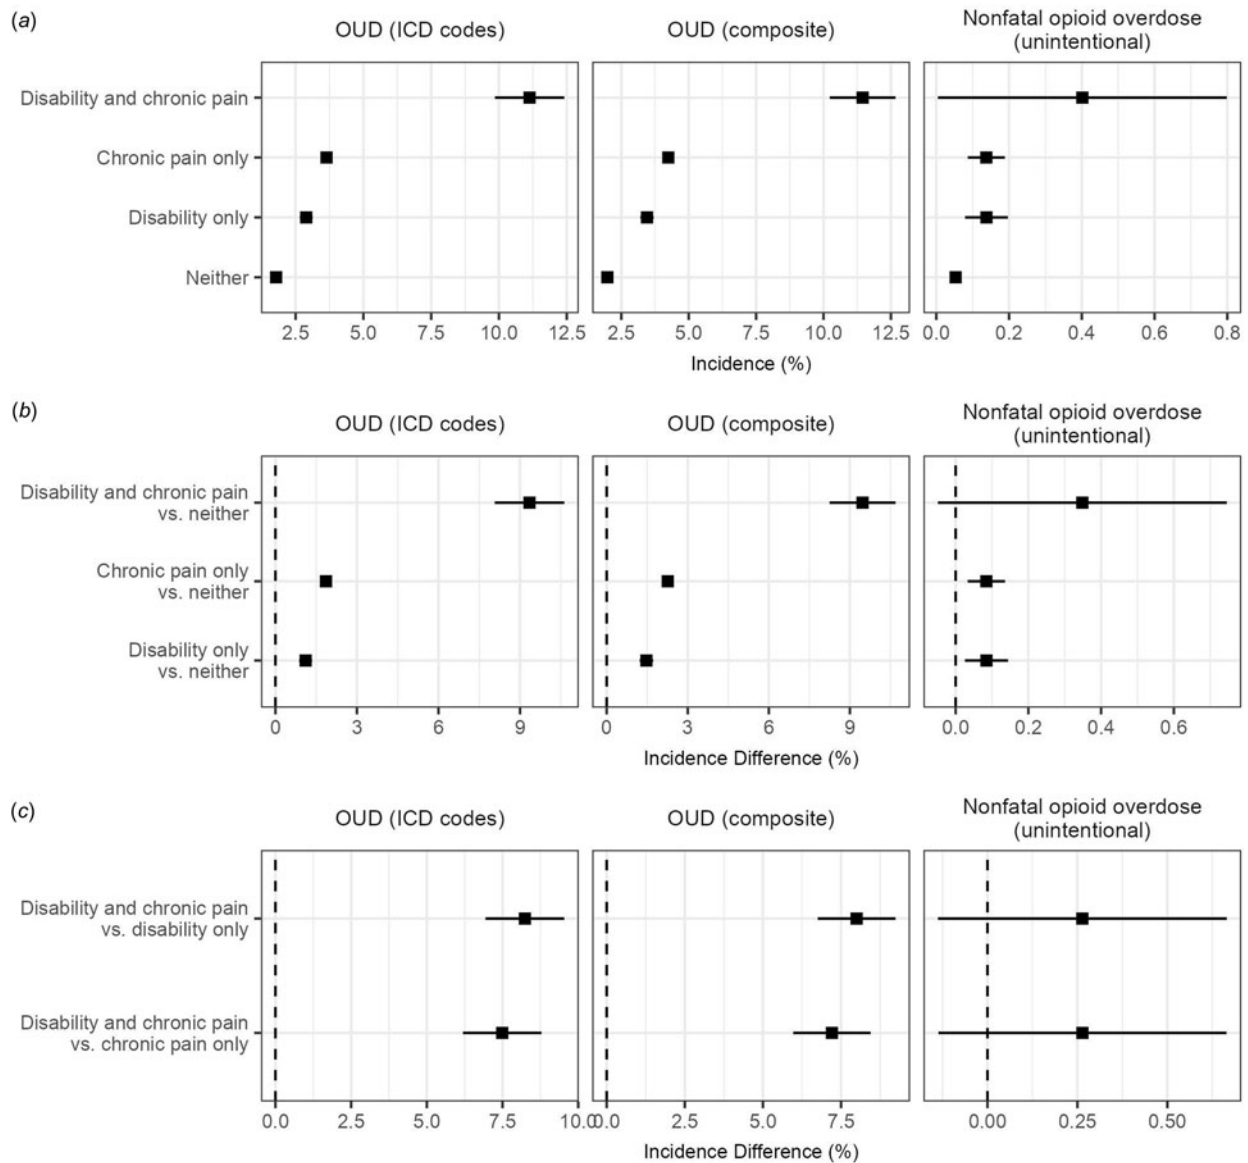 (a)
OUD (ICD codes)
OUD (composite)
Nonfatal opioid overdose
(unintentional)
Disability and chronic pain
Chronic pain only
Disability only
Neither
2.5 5.0 7.5 10.0 12.5
2.5 5.0 7.5 10.0 12.5
0.0 0.2 0.4 0.6 0.8
Incidence (%)
(b)
OUD (ICD codes)
OUD (composite)
Nonfatal opioid overdose
(unintentional)
Disability and chronic pain
vs. neither
Chronic pain only
vs. neither
Disability only
vs. neither
0 3 6 9
0 3 6 9
0.0 0.2 0.4 0.6
Incidence Difference (%)
(c)
OUD (ICD codes)
OUD (composite)
Nonfatal opioid overdose
(unintentional)
Disability and chronic pain
vs. disability only
Disability and chronic pain
vs. chronic pain only
0.0 2.5 5.0 7.5 10.0
0.0 2.5 5.0 7.5
0.00 0.25 0.50
Incidence Difference (%)